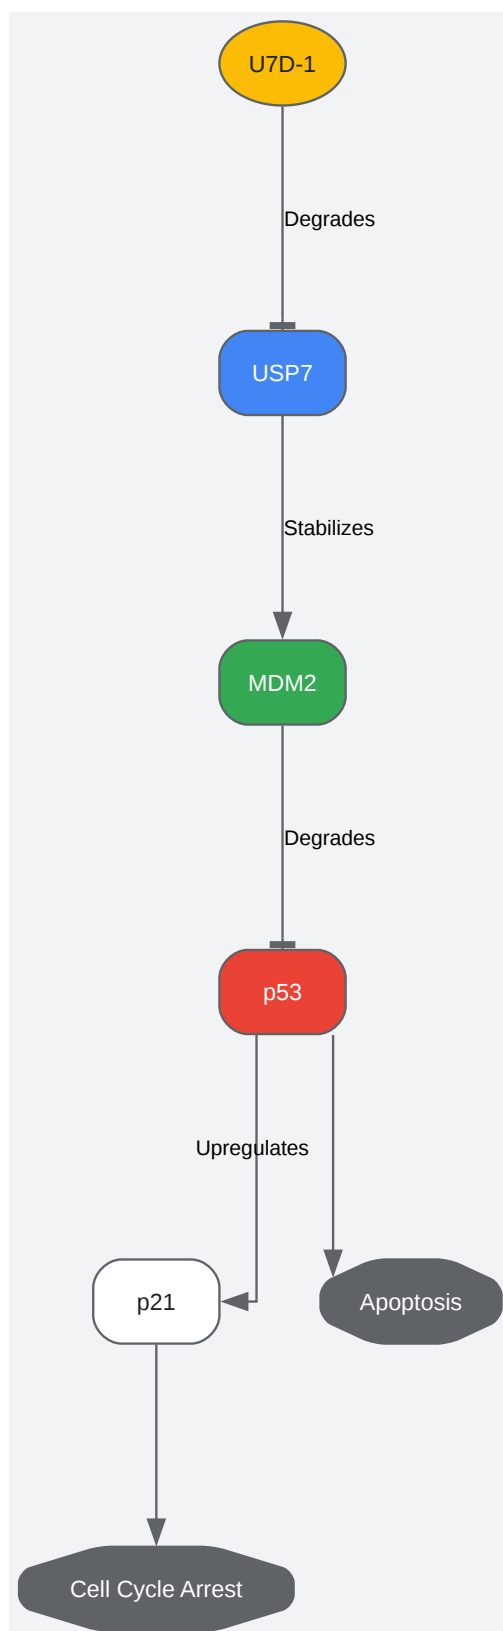 U7D-1
Degrades
USP7
Stabilizes
MDM2
Degrades
p53
Upregulates
p21
Apoptosis
Cell Cycle Arrest